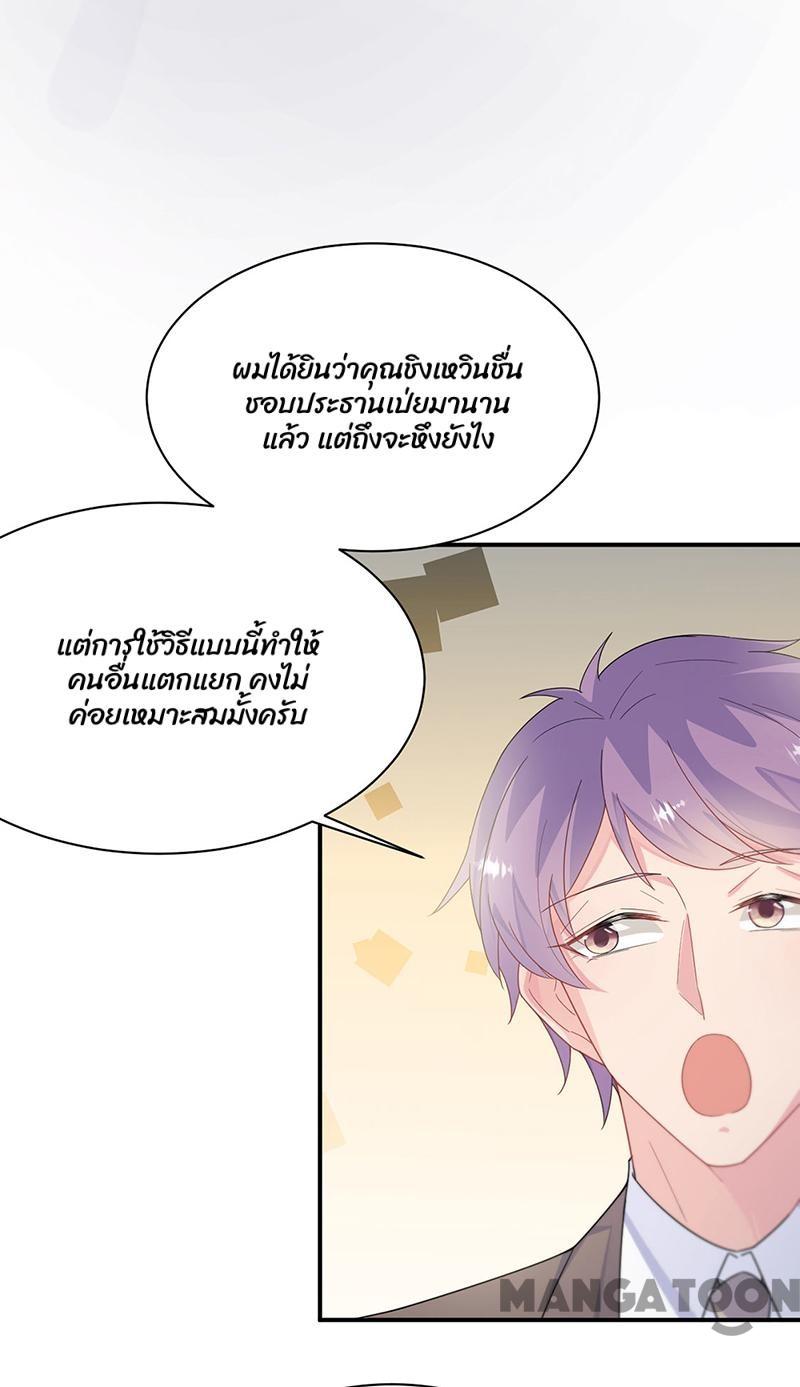 ผมได้ยินว่าคุณชิงเหวินชื่น
ชอบประธานเป่ยมานาน
แล้ว แต่ถึงจะหึงยังไง
แต่การใช้วิธีแบบนี้ทำให้
คนอื่นแตกแยก คงไม่
ค่อยเหมาะสมมั้งครับ
MANGATOON